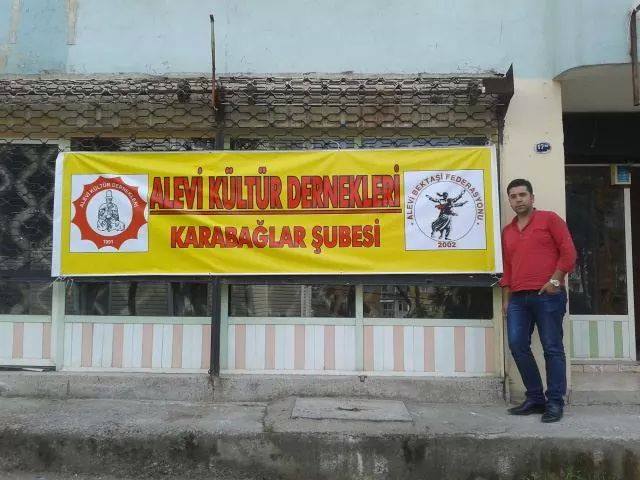 ALEVİ KÜLTÜR DERNEKLERİ
KARABAĞLAR ŞUBESİ
ALEVİ KÜLTÜR DERNEKLERİ
1991
ALEVİ BEKTAŞİ FEDERASYONU
2002